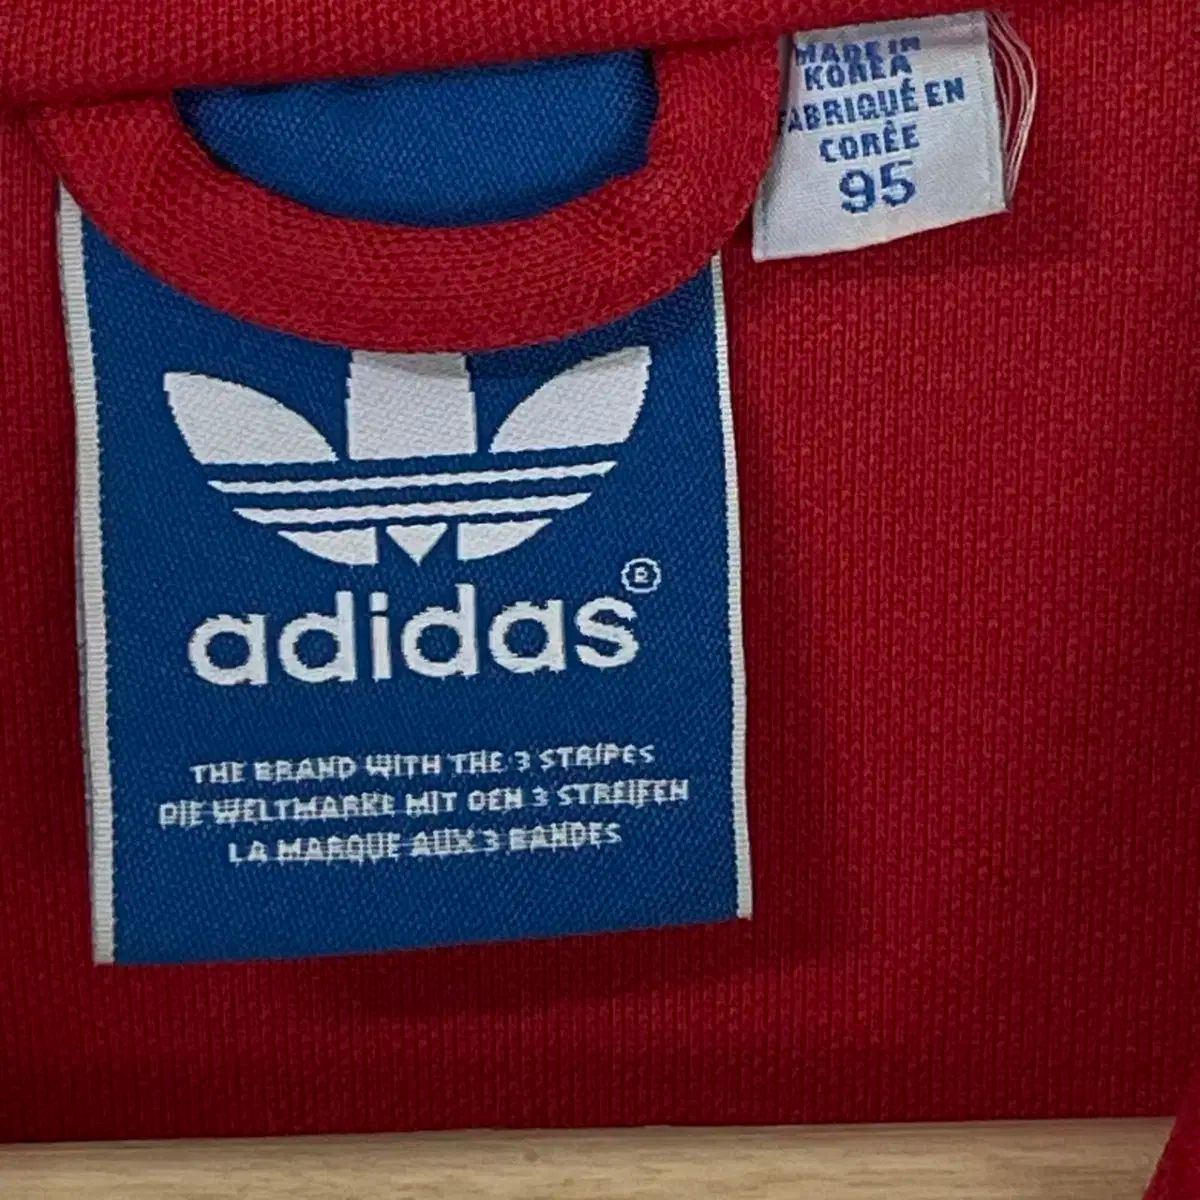 MADE IN
KOREA
FABRIQUÉ EN
CORÈE
95
adidas®
THE BRAND WITH THE 3 STRIPES
DIE WELTMARKE MIT DEN 3 STREIFEN
LA MARQUE AUX 3 BANDES